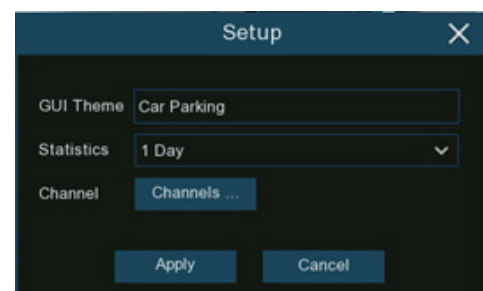 Setup
GUI Theme Car Parking
Statistics 1 Day
Channel Channels ...
Apply Cancel